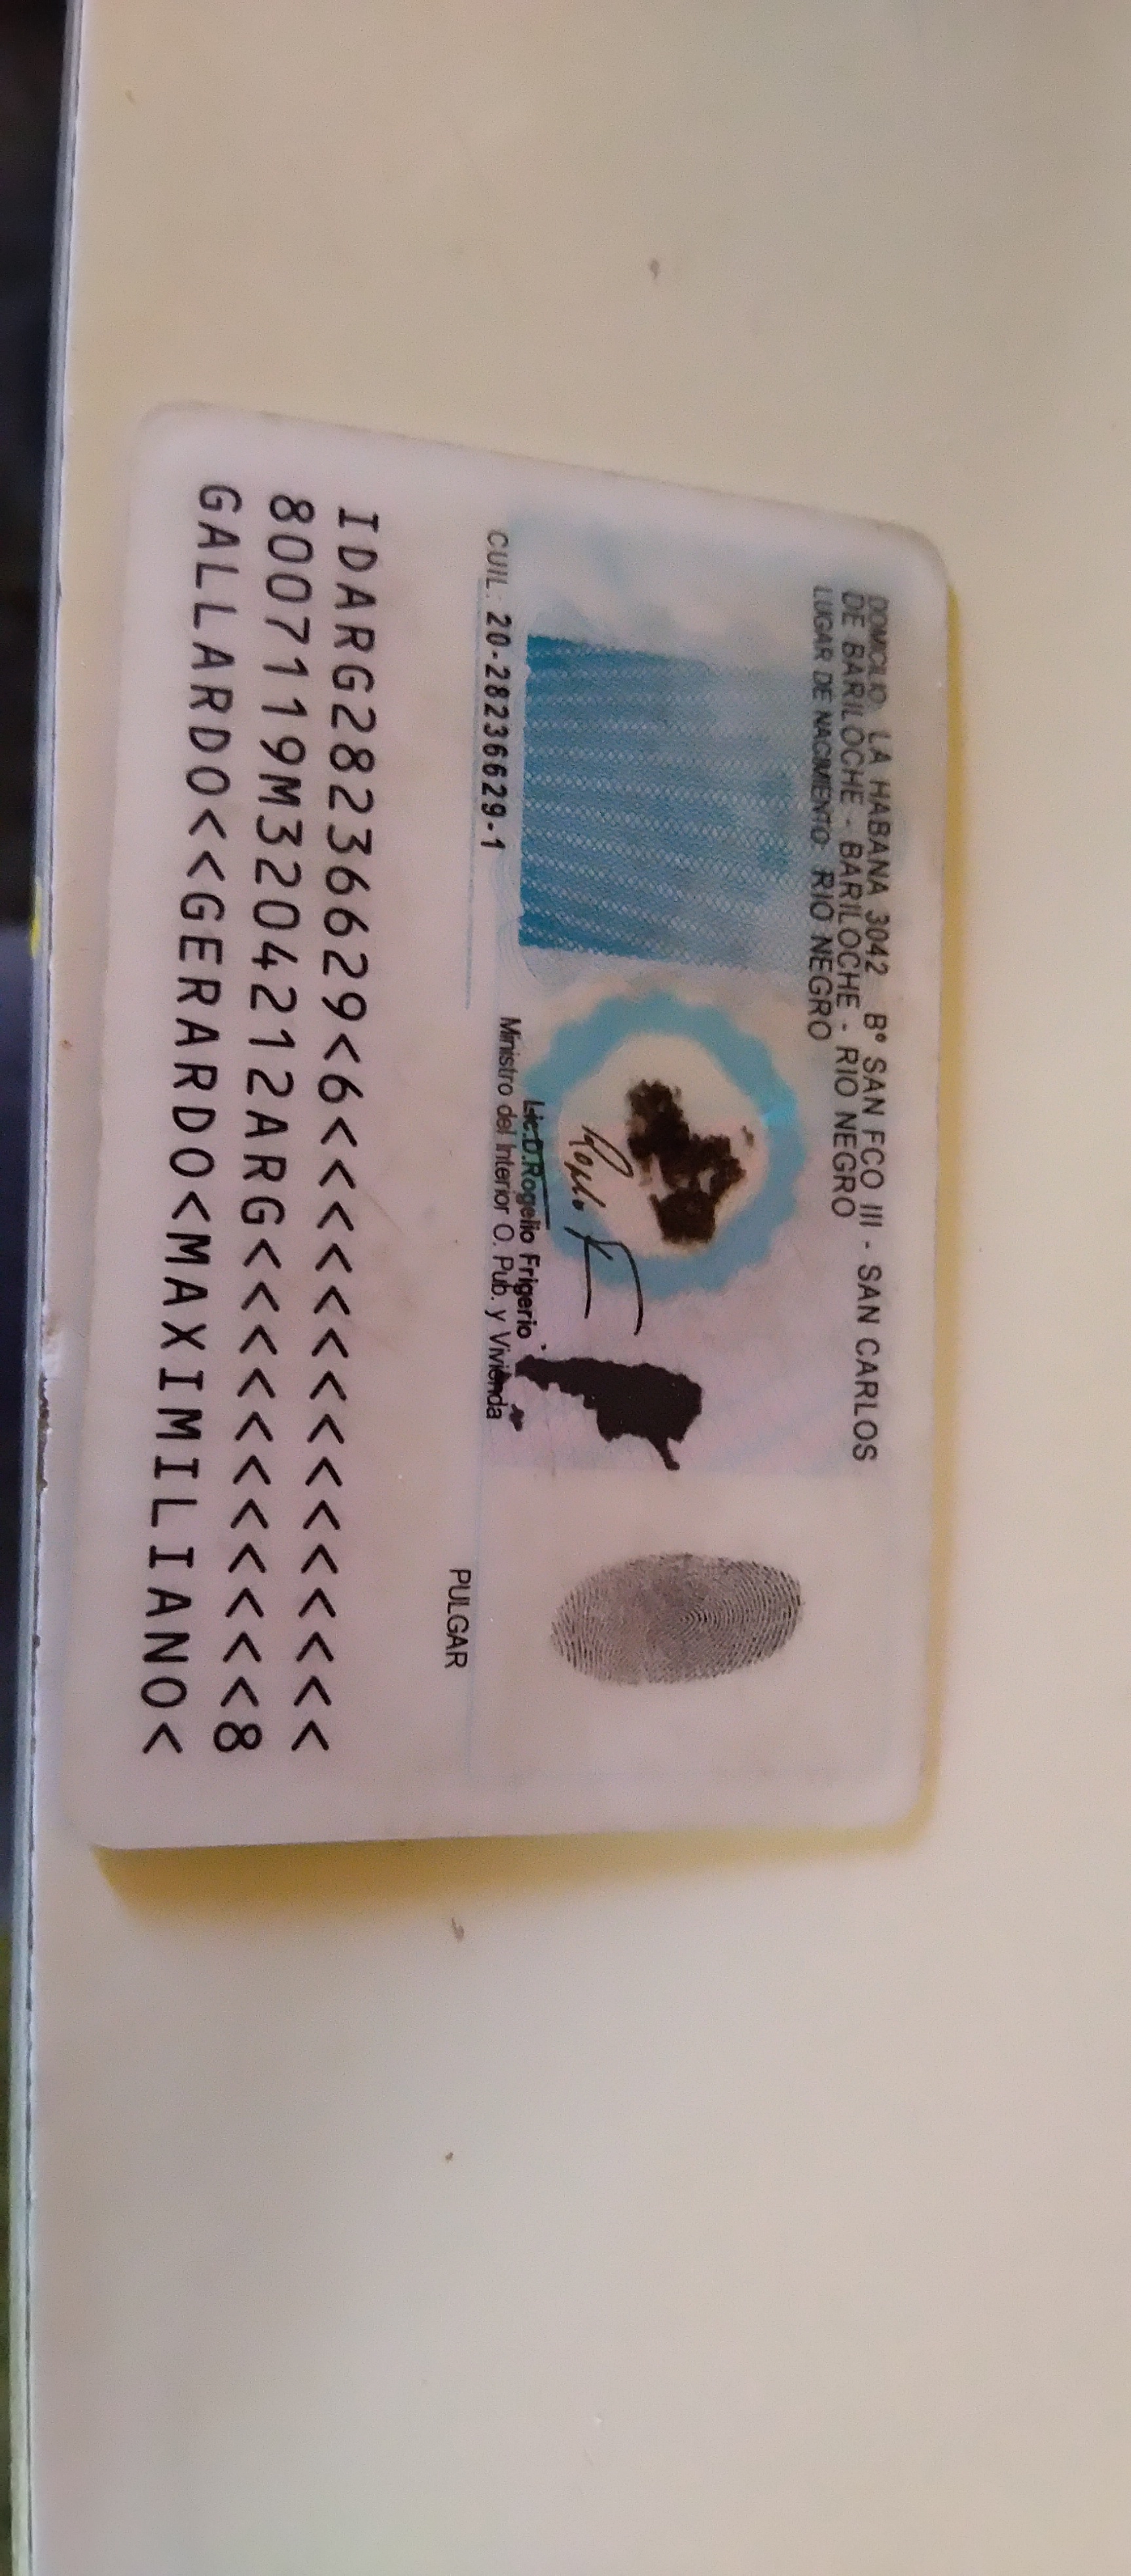 DOMICILIO: LA HABANA 3042 Bº SAN FCO III - SAN CARLOS
DE BARILOCHE - BARILOCHE - RIO NEGRO
LUGAR DE NACIMIENTO: RIO NEGRO
CUIL: 20-28236629-1
Lic.D.Rogelio Frigerio
Ministro del Interior O. Pub. y Vivienda
PULGAR
IDARG28236629<6<<<<<<<<<<<<<<<
8007119M3204212ARG<<<<<<<<<<<8
GALLARDO<<GERARDO<MAXIMILIANO<